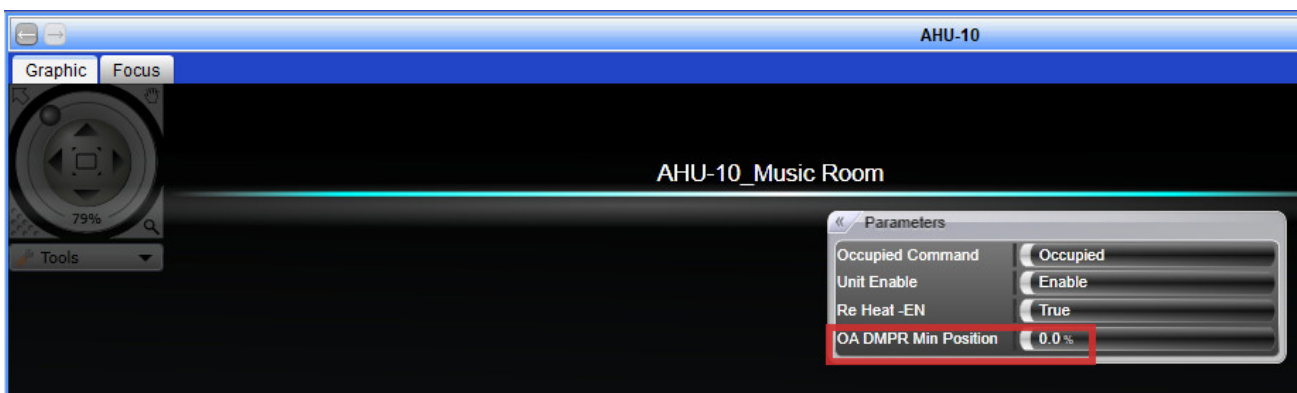 AHU-10
Graphic Focus
AHU-10_Music Room
79%
Tools
Parameters
Occupied Command Occupied
Unit Enable Enable
Re Heat -EN True
OA DMPR Min Position 0.0 %